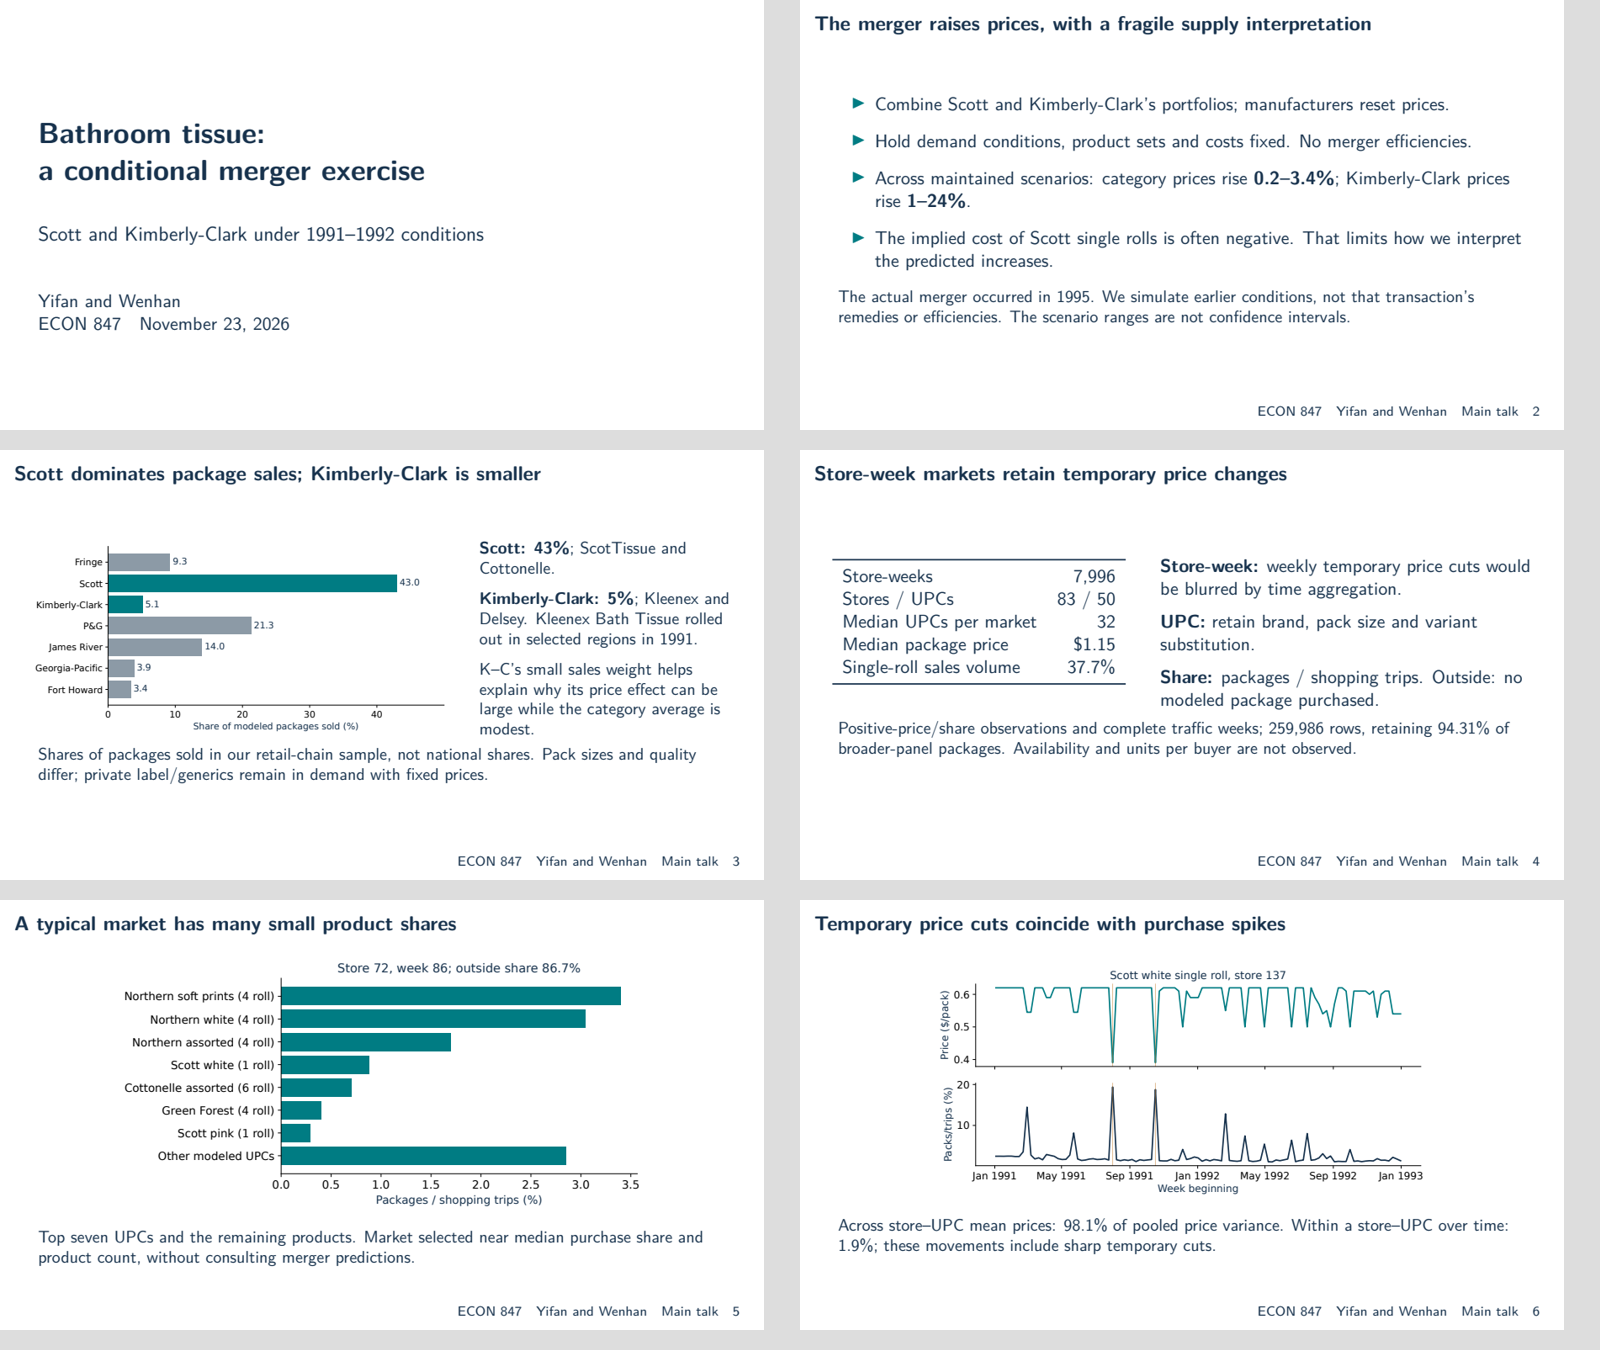 Bathroom tissue:
a conditional merger exercise
Scott and Kimberly-Clark under 1991–1992 conditions
Yifan and Wenhan
ECON 847 November 23, 2026
The merger raises prices, with a fragile supply interpretation
Combine Scott and Kimberly-Clark's portfolios; manufacturers reset prices.
Hold demand conditions, product sets and costs fixed. No merger efficiencies.
Across maintained scenarios: category prices rise 0.2–3.4%; Kimberly-Clark prices
rise 1–24%.
The implied cost of Scott single rolls is often negative. That limits how we interpret
the predicted increases.
The actual merger occurred in 1995. We simulate earlier conditions, not that transaction's
remedies or efficiencies. The scenario ranges are not confidence intervals.
ECON 847 Yifan and Wenhan Main talk 2
Scott dominates package sales; Kimberly-Clark is smaller
Fringe 9.3
Scott 43.0
Kimberly-Clark 5.1
P&G 21.3
James River 14.0
Georgia-Pacific 3.9
Fort Howard 3.4
0 10 20 30 40
Share of modeled packages sold (%)
Scott: 43%; ScotTissue and
Cottonelle.
Kimberly-Clark: 5%; Kleenex and
Delsey. Kleenex Bath Tissue rolled
out in selected regions in 1991.
K–C's small sales weight helps
explain why its price effect can be
large while the category average is
modest.
Shares of packages sold in our retail-chain sample, not national shares. Pack sizes and quality
differ; private label/generics remain in demand with fixed prices.
ECON 847 Yifan and Wenhan Main talk 3
Store-week markets retain temporary price changes
Store-weeks 7,996
Stores / UPCs 83 / 50
Median UPCs per market 32
Median package price $1.15
Single-roll sales volume 37.7%
Store-week: weekly temporary price cuts would
be blurred by time aggregation.
UPC: retain brand, pack size and variant
substitution.
Share: packages / shopping trips. Outside: no
modeled package purchased.
Positive-price/share observations and complete traffic weeks; 259,986 rows, retaining 94.31% of
broader-panel packages. Availability and units per buyer are not observed.
ECON 847 Yifan and Wenhan Main talk 4
A typical market has many small product shares
Store 72, week 86; outside share 86.7%
Northern soft prints (4 roll)
Northern white (4 roll)
Northern assorted (4 roll)
Scott white (1 roll)
Cottonelle assorted (6 roll)
Green Forest (4 roll)
Scott pink (1 roll)
Other modeled UPCs
0.0 0.5 1.0 1.5 2.0 2.5 3.0 3.5
Packages / shopping trips (%)
Top seven UPCs and the remaining products. Market selected near median purchase share and
product count, without consulting merger predictions.
ECON 847 Yifan and Wenhan Main talk 5
Temporary price cuts coincide with purchase spikes
Scott white single roll, store 137
Price ($/pack)
0.6
0.5
0.4
Packs/trips (%)
20
10
Jan 1991 May 1991 Sep 1991 Jan 1992 May 1992 Sep 1992 Jan 1993
Week beginning
Across store–UPC mean prices: 98.1% of pooled price variance. Within a store–UPC over time:
1.9%; these movements include sharp temporary cuts.
ECON 847 Yifan and Wenhan Main talk 6